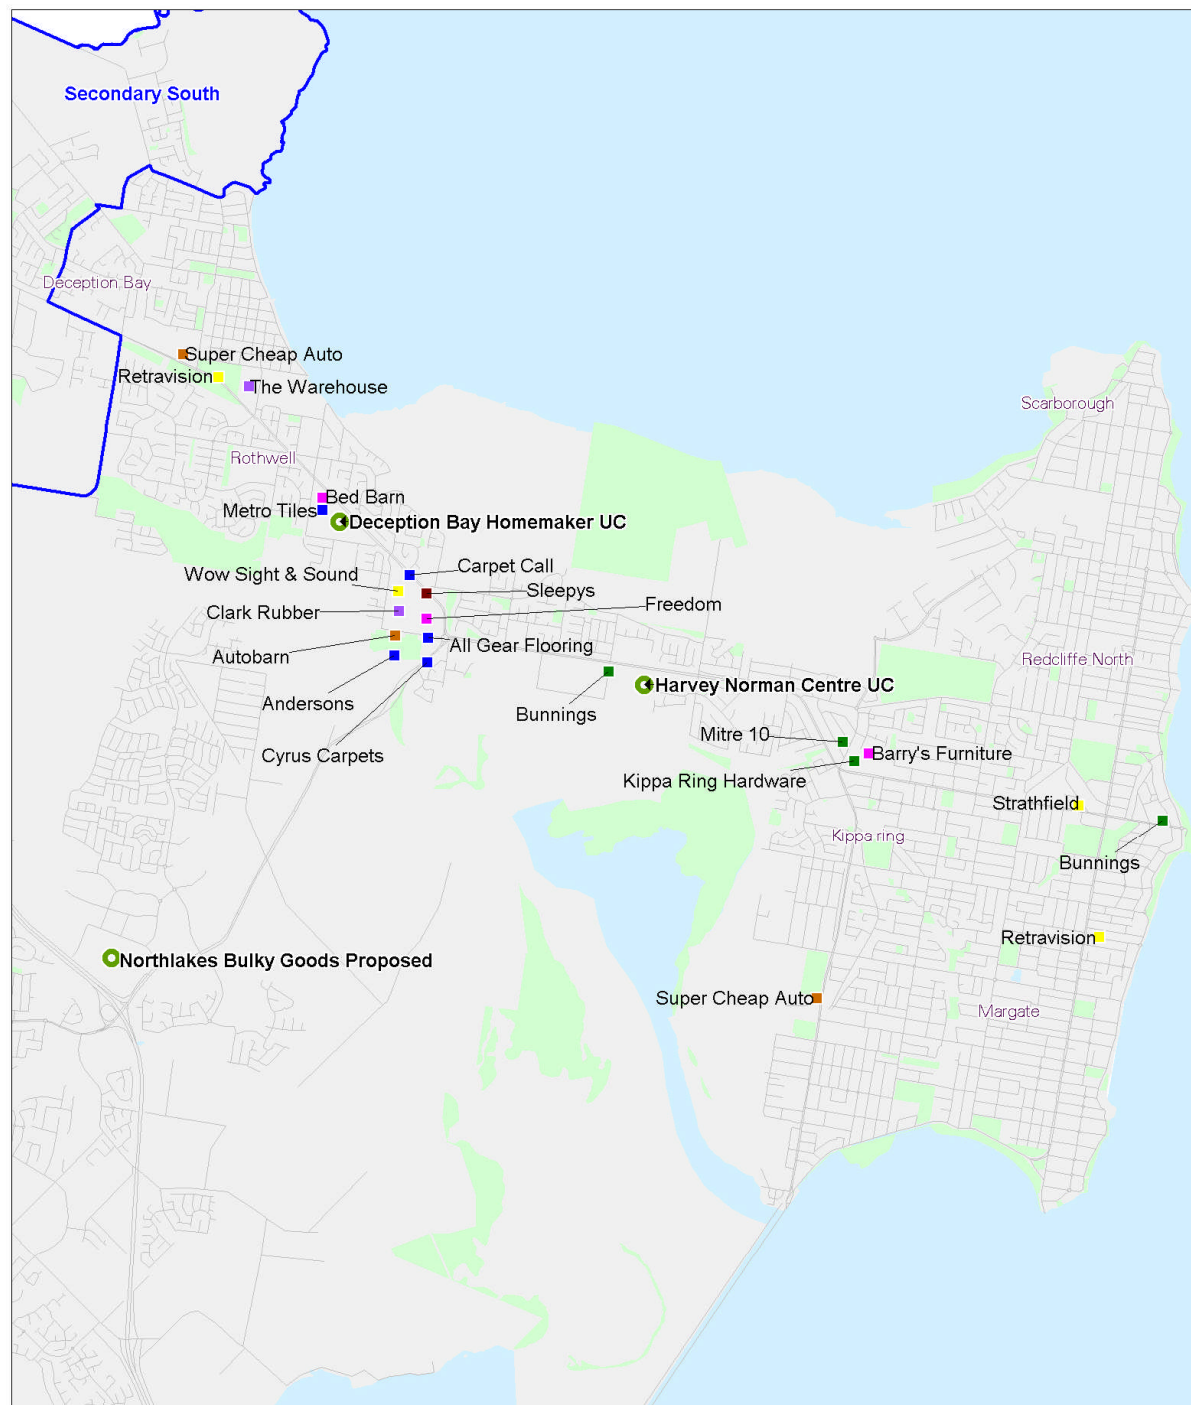 Secondary South
Deception Bay
Super Cheap Auto
Retravision
The Warehouse
Scarborough
Rothwell
Bed Barn
Metro Tiles
Deception Bay Homemaker UC
Carpet Call
Wow Sight & Sound
Sleepys
Freedom
Clark Rubber
All Gear Flooring
Autobarn
Redcliffe North
Harvey Norman Centre UC
Andersons
Bunnings
Mitre 10
Cyrus Carpets
Barry's Furniture
Kippa Ring Hardware
Strathfield
Kippa ring
Bunnings
Retravision
Northlakes Bulky Goods Proposed
Super Cheap Auto
Margate